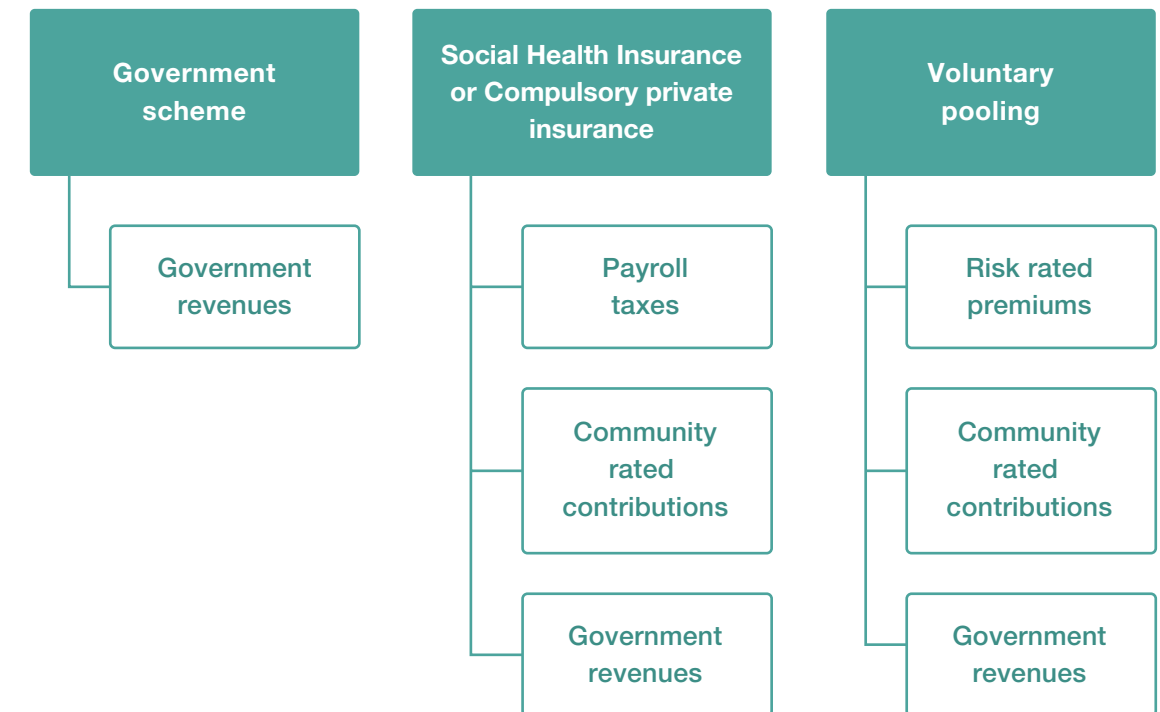 Government
scheme
Government
revenues
Social Health Insurance
or Compulsory private
insurance
Payroll
taxes
Community
rated
contributions
Government
revenues
Voluntary
pooling
Risk rated
premiums
Community
rated
contributions
Government
revenues